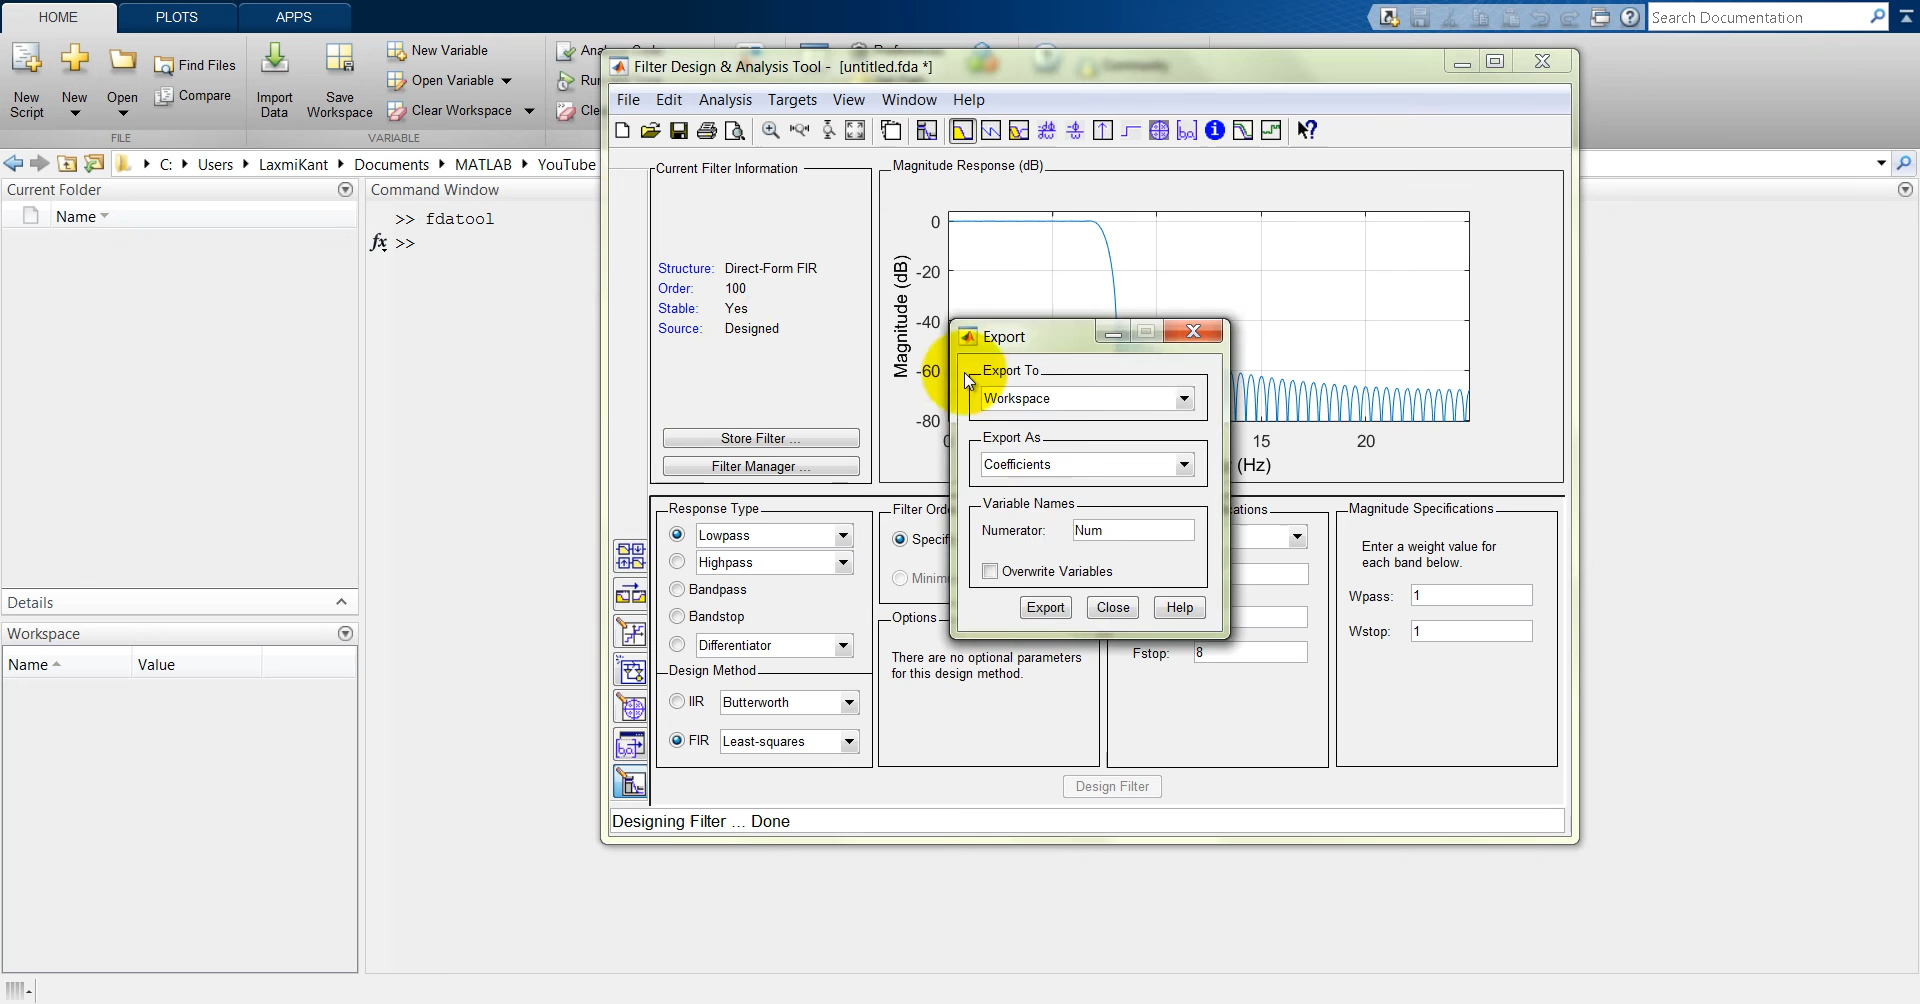 HOME
PLOTS
APPS
Search Documentation
New Script
New
Open
Find Files
Compare
Import Data
Save Workspace
New Variable
Open Variable
Clear Workspace
FILE
VARIABLE
C: Users LaxmiKant Documents MATLAB YouTube
Current Folder
Name
Details
Workspace
Name Value
Command Window
>> fdatool
fx >>
Filter Design & Analysis Tool - [untitled.fda *]
File Edit Analysis Targets View Window Help
Current Filter Information
Structure: Direct-Form FIR
Order: 100
Stable: Yes
Source: Designed
Store Filter ...
Filter Manager ...
Magnitude Response (dB)
Magnitude (dB)
0
-20
-40
-60
-80
15
20
(Hz)
Export
Export To
Workspace
Export As
Coefficients
Variable Names
Numerator: Num
Overwrite Variables
Export
Close
Help
Response Type
Lowpass
Highpass
Bandpass
Bandstop
Differentiator
Design Method
IIR Butterworth
FIR Least-squares
Options
There are no optional parameters
for this design method.
Fstop: 8
Magnitude Specifications
Enter a weight value for
each band below.
Wpass: 1
Wstop: 1
Design Filter
Designing Filter ... Done